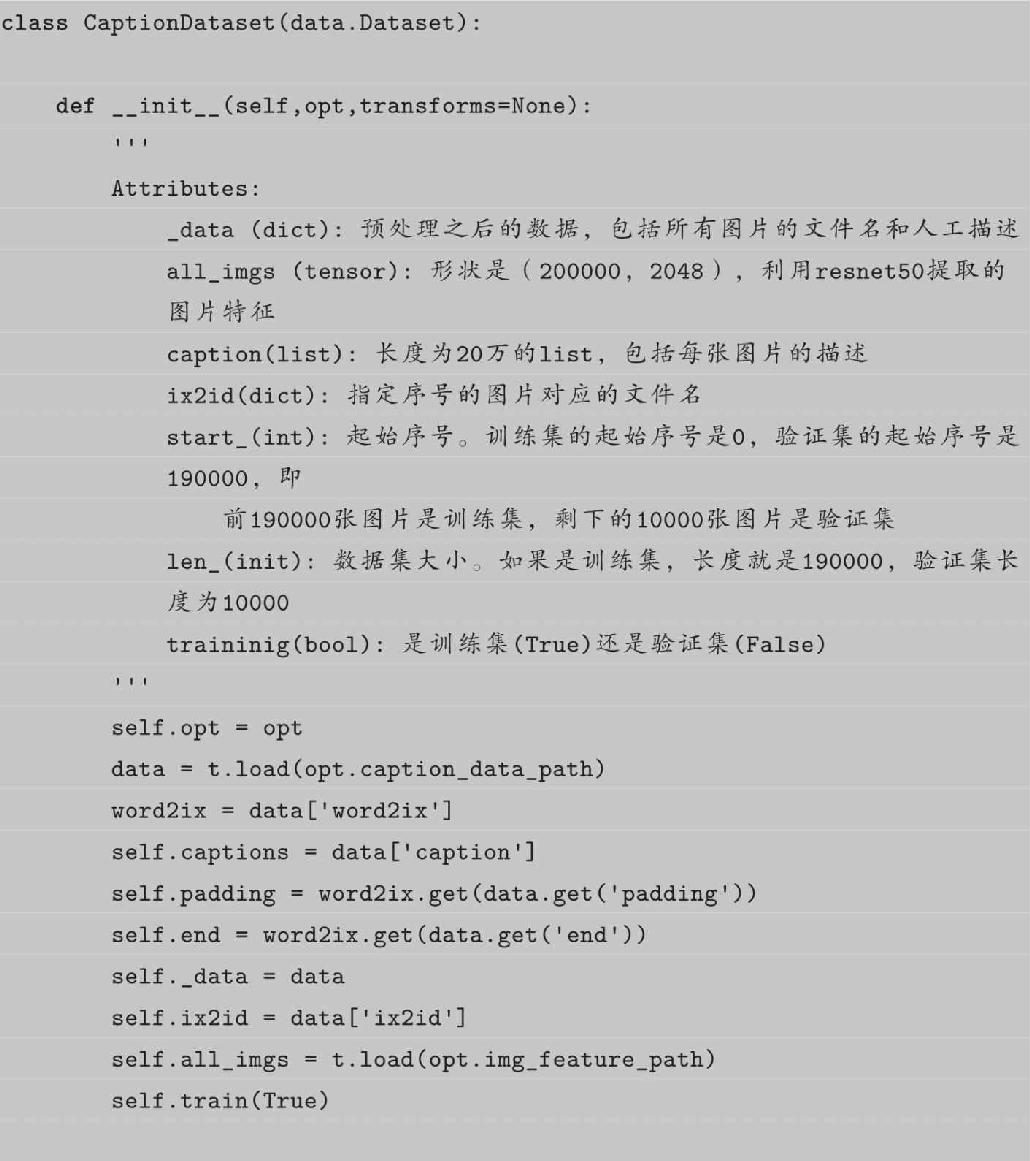 class CaptionDataset(data.Dataset):
def __init__(self,opt,transforms=None):
'''
Attributes:
_data (dict): 预处理之后的数据，包括所有图片的文件名和人工描述
all_imgs (tensor): 形状是（200000, 2048），利用resnet50提取的
图片特征
caption(list): 长度为20万的list，包括每张图片的描述
ix2id(dict): 指定序号的图片对应的文件名
start_(int): 起始序号。训练集的起始序号是0，验证集的起始序号是
190000，即
前190000张图片是训练集，剩下的10000张图片是验证集
len_(init): 数据集大小。如果是训练集，长度就是190000，验证集长
度为10000
traininig(bool): 是训练集(True)还是验证集(False)
'''
self.opt = opt
data = t.load(opt.caption_data_path)
word2ix = data['word2ix']
self.captions = data['caption']
self.padding = word2ix.get(data.get('padding'))
self.end = word2ix.get(data.get('end'))
self._data = data
self.ix2id = data['ix2id']
self.all_imgs = t.load(opt.img_feature_path)
self.train(True)